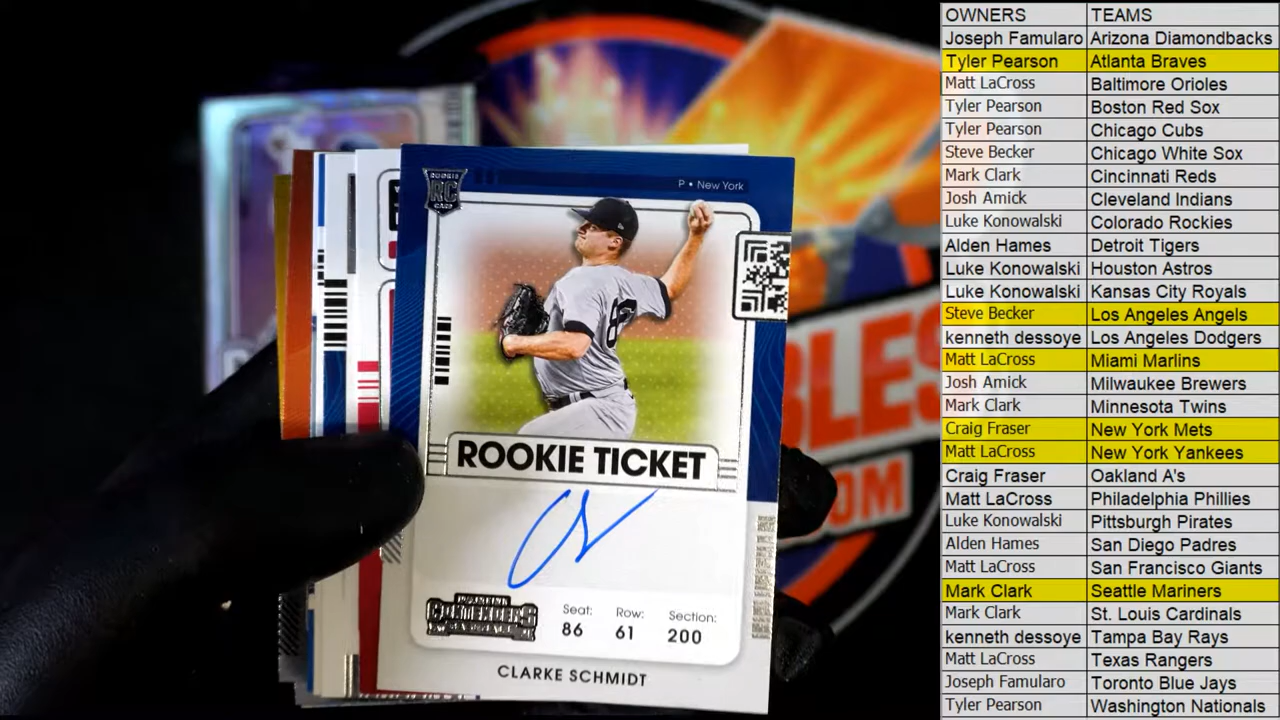 ROOKIE
RC
CARD
P • New York
86
ROOKIE TICKET
CONTENDERS
Seat: Row: Section:
86 61 200
CLARKE SCHMIDT
BLES
OM
OWNERS TEAMS
Joseph Famularo Arizona Diamondbacks
Tyler Pearson Atlanta Braves
Matt LaCross Baltimore Orioles
Tyler Pearson Boston Red Sox
Tyler Pearson Chicago Cubs
Steve Becker Chicago White Sox
Mark Clark Cincinnati Reds
Josh Amick Cleveland Indians
Luke Konowalski Colorado Rockies
Alden Hames Detroit Tigers
Luke Konowalski Houston Astros
Luke Konowalski Kansas City Royals
Steve Becker Los Angeles Angels
kenneth dessoye Los Angeles Dodgers
Matt LaCross Miami Marlins
Josh Amick Milwaukee Brewers
Mark Clark Minnesota Twins
Craig Fraser New York Mets
Matt LaCross New York Yankees
Craig Fraser Oakland A's
Matt LaCross Philadelphia Phillies
Luke Konowalski Pittsburgh Pirates
Alden Hames San Diego Padres
Matt LaCross San Francisco Giants
Mark Clark Seattle Mariners
Mark Clark St. Louis Cardinals
kenneth dessoye Tampa Bay Rays
Matt LaCross Texas Rangers
Joseph Famularo Toronto Blue Jays
Tyler Pearson Washington Nationals